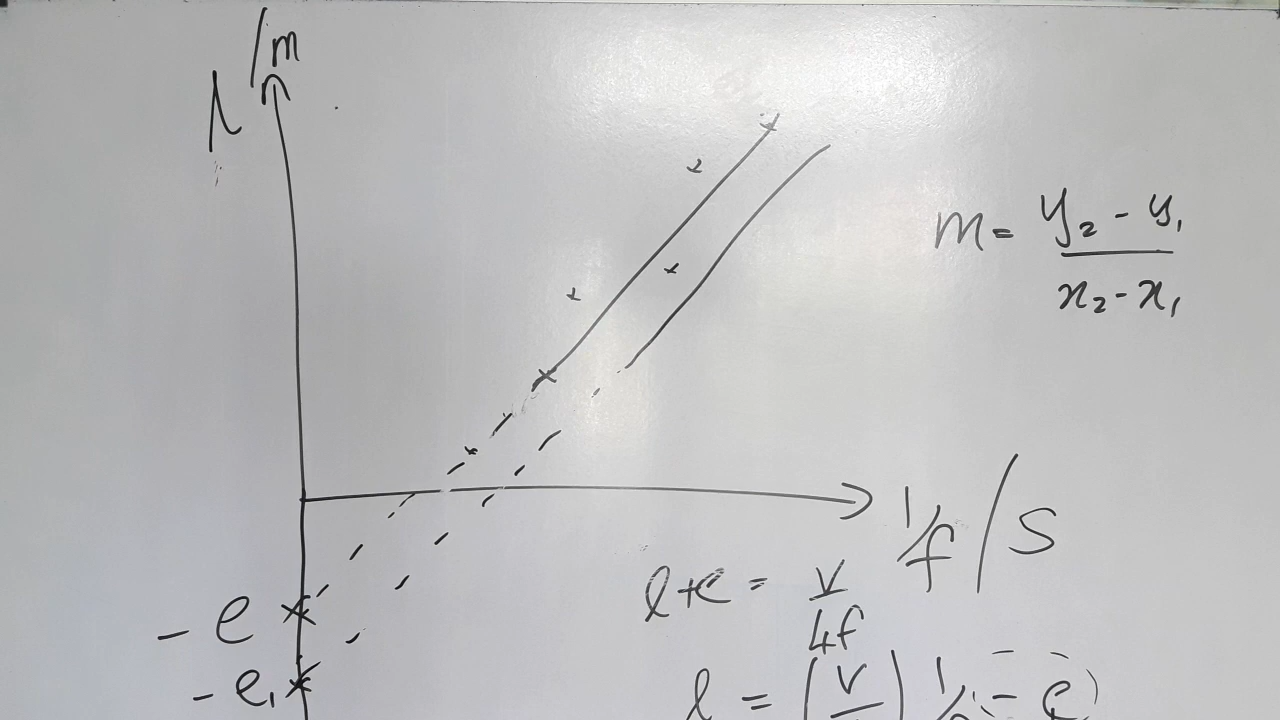 l/m
m = y₂ - y₁ / x₂ - x₁
1/f / S
l+e = v / 4f
- e
- e₁
l = (v